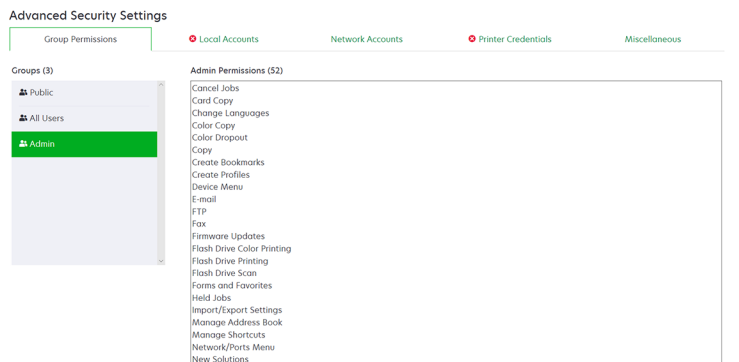 Advanced Security Settings
Group Permissions
Local Accounts
Network Accounts
Printer Credentials
Miscellaneous
Groups (3)
Public
All Users
Admin
Admin Permissions (52)
Cancel Jobs
Card Copy
Change Languages
Color Copy
Color Dropout
Copy
Create Bookmarks
Create Profiles
Device Menu
E-mail
FTP
Fax
Firmware Updates
Flash Drive Color Printing
Flash Drive Printing
Flash Drive Scan
Forms and Favorites
Held Jobs
Import/Export Settings
Manage Address Book
Manage Shortcuts
Network/Ports Menu
New Solutions